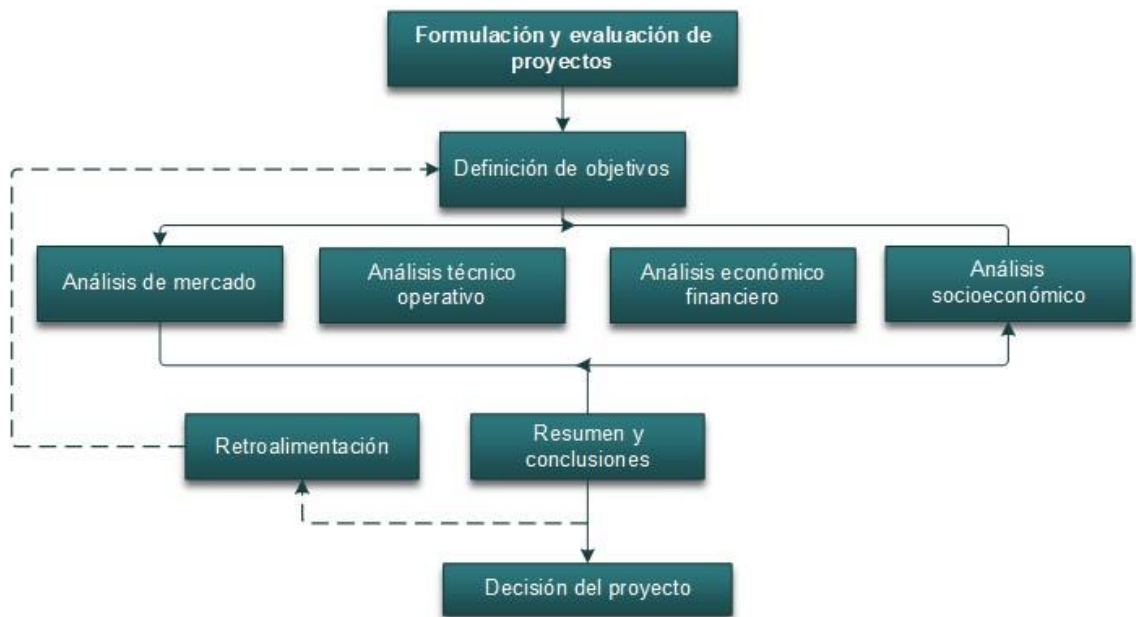 Formulación y evaluación de
proyectos
Definición de objetivos
Análisis de mercado
Análisis técnico
operativo
Análisis económico
financiero
Análisis
socioeconómico
Retroalimentación
Resumen y
conclusiones
Decisión del proyecto